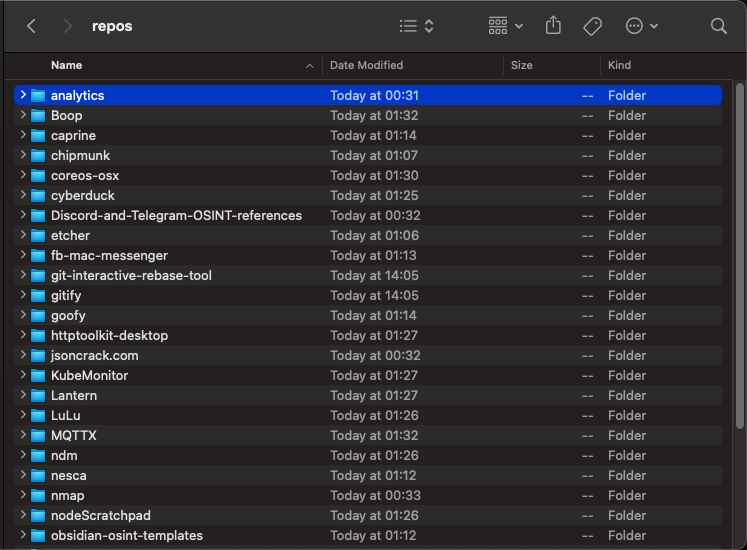 repos
Name Date Modified Size Kind
analytics Today at 00:31 -- Folder
Boop Today at 01:32 -- Folder
caprine Today at 01:14 -- Folder
chipmunk Today at 01:07 -- Folder
coreos-osx Today at 01:30 -- Folder
cyberduck Today at 01:25 -- Folder
Discord-and-Telegram-OSINT-references Today at 00:32 -- Folder
etcher Today at 01:06 -- Folder
fb-mac-messenger Today at 01:13 -- Folder
git-interactive-rebase-tool Today at 14:05 -- Folder
gitify Today at 14:05 -- Folder
goofy Today at 01:14 -- Folder
httptoolkit-desktop Today at 01:27 -- Folder
jsoncrack.com Today at 00:32 -- Folder
KubeMonitor Today at 01:27 -- Folder
Lantern Today at 01:27 -- Folder
LuLu Today at 01:26 -- Folder
MQTTX Today at 01:32 -- Folder
ndm Today at 01:26 -- Folder
nesca Today at 01:12 -- Folder
nmap Today at 00:33 -- Folder
nodeScratchpad Today at 01:26 -- Folder
obsidian-osint-templates Today at 01:12 -- Folder